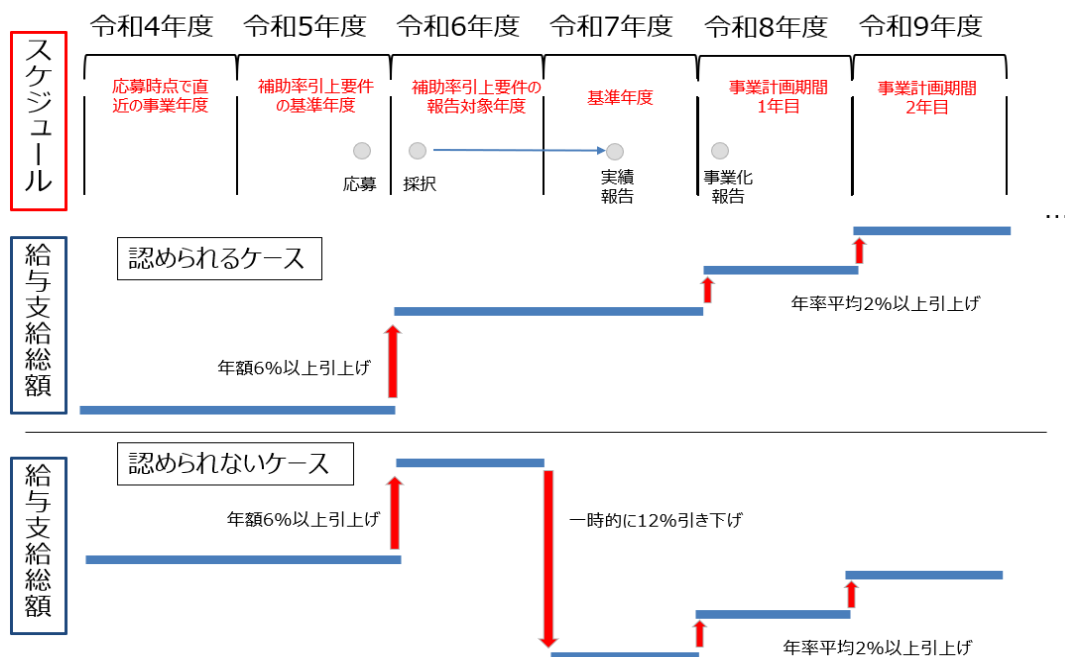 令和4年度 令和5年度 令和6年度 令和7年度 令和8年度 令和9年度
スケジュール
応募時点で直
近の事業年度
補助率引上要件
の基準年度
補助率引上要件の
報告対象年度
基準年度
事業計画期間
1年目
事業計画期間
2年目
応募
採択
実績
報告
事業化
報告
…
給与支給総額
認められるケース
年額6%以上引上げ
年率平均2%以上引上げ
給与支給総額
認められないケース
年額6%以上引上げ
一時的に12%引き下げ
年率平均2%以上引上げ